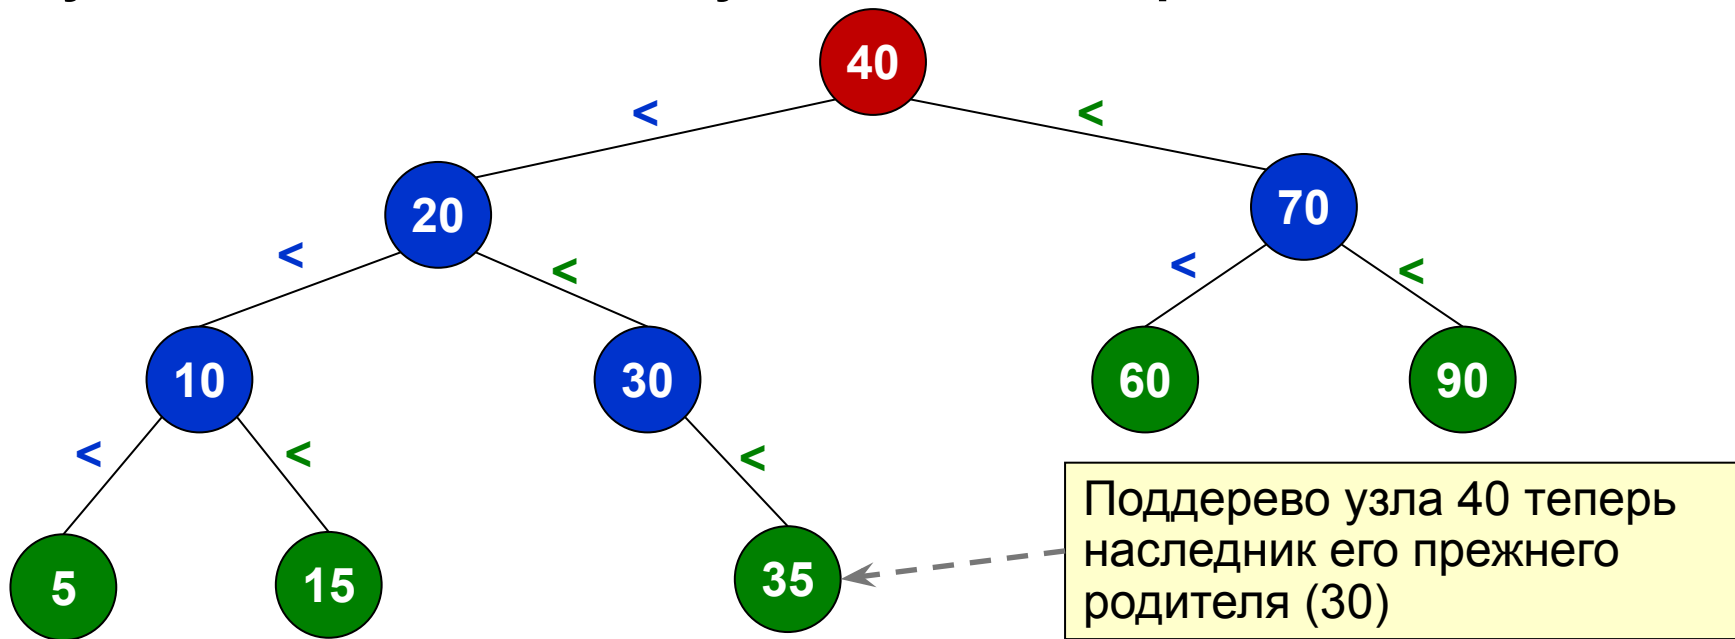 40
< <
20 70
< < < <
10 30 60 90
< < <
5 15 35
Поддерево узла 40 теперь
наследник его прежнего
родителя (30)